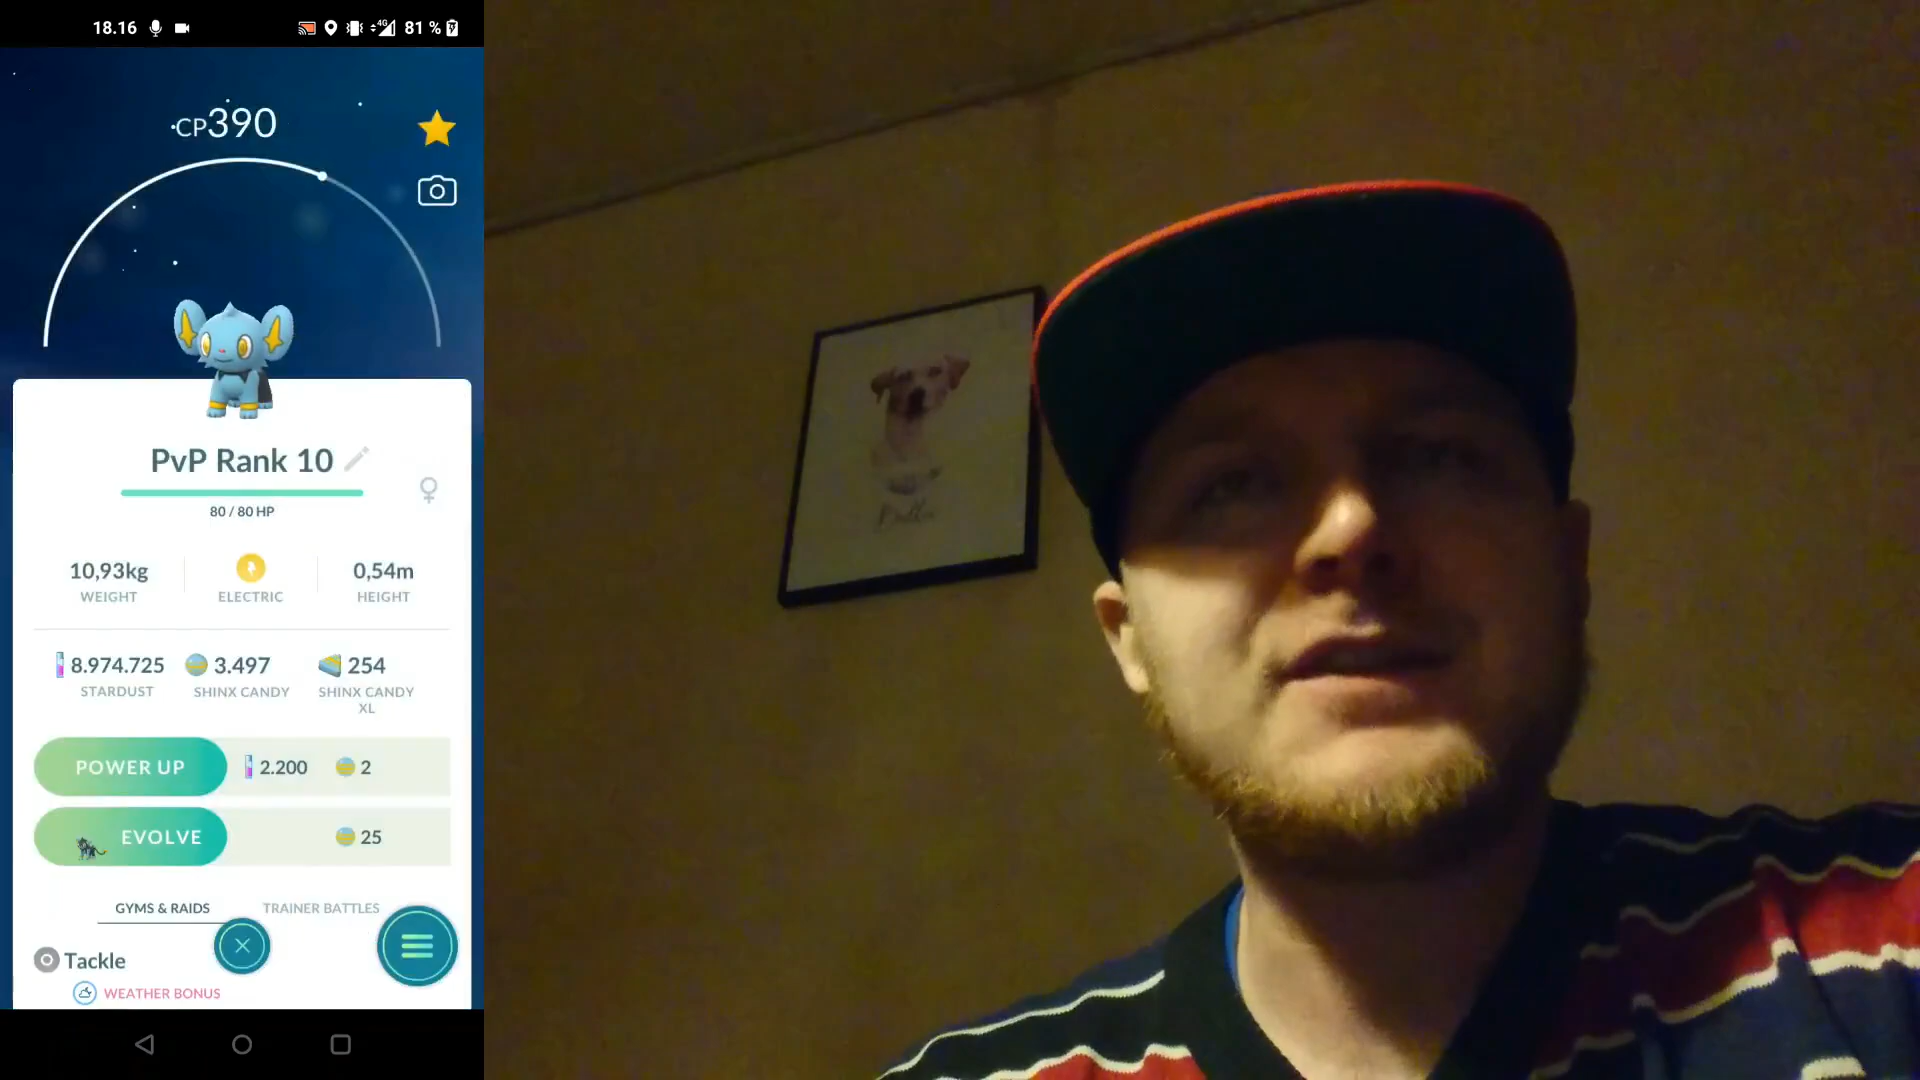 18.16
4G
81 %
CP390
PvP Rank 10
80 / 80 HP
10,93kg
WEIGHT
ELECTRIC
0,54m
HEIGHT
8.974.725
STARDUST
3.497
SHINX CANDY
254
SHINX CANDY
XL
POWER UP
2.200
2
EVOLVE
25
GYMS & RAIDS
TRAINER BATTLES
Tackle
WEATHER BONUS